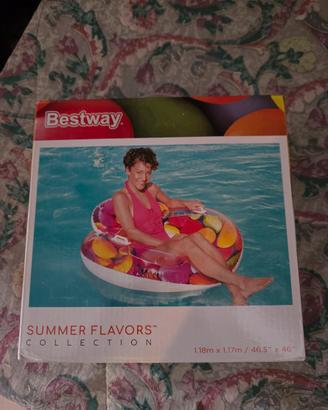 Bestway
SUMMER FLAVORS™
COLLECTION
1.18m x 1.17m / 46.5" x 46"